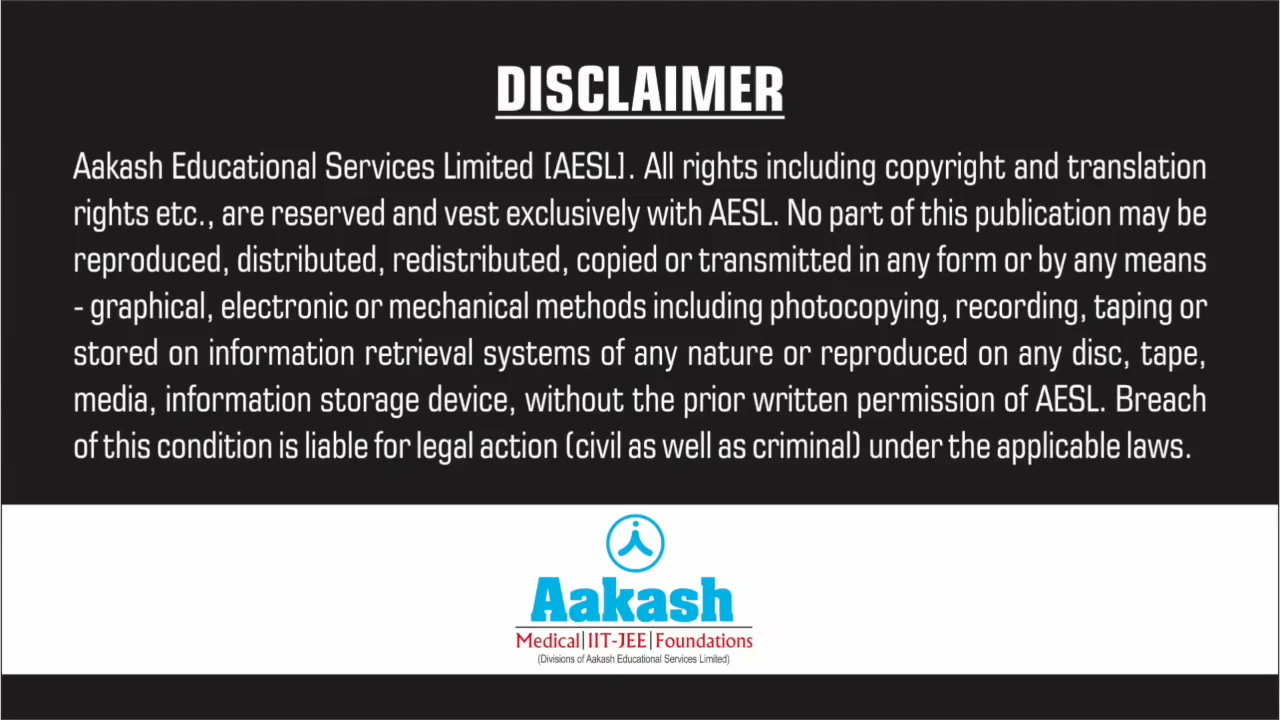 DISCLAIMER
Aakash Educational Services Limited [AESL]. All rights including copyright and translation
rights etc., are reserved and vest exclusively with AESL. No part of this publication may be
reproduced, distributed, redistributed, copied or transmitted in any form or by any means
- graphical, electronic or mechanical methods including photocopying, recording, taping or
stored on information retrieval systems of any nature or reproduced on any disc, tape,
media, information storage device, without the prior written permission of AESL. Breach
of this condition is liable for legal action (civil as well as criminal) under the applicable laws.
Aakash
Medical|IIT-JEE|Foundations
(Divisions of Aakash Educational Services Limited)